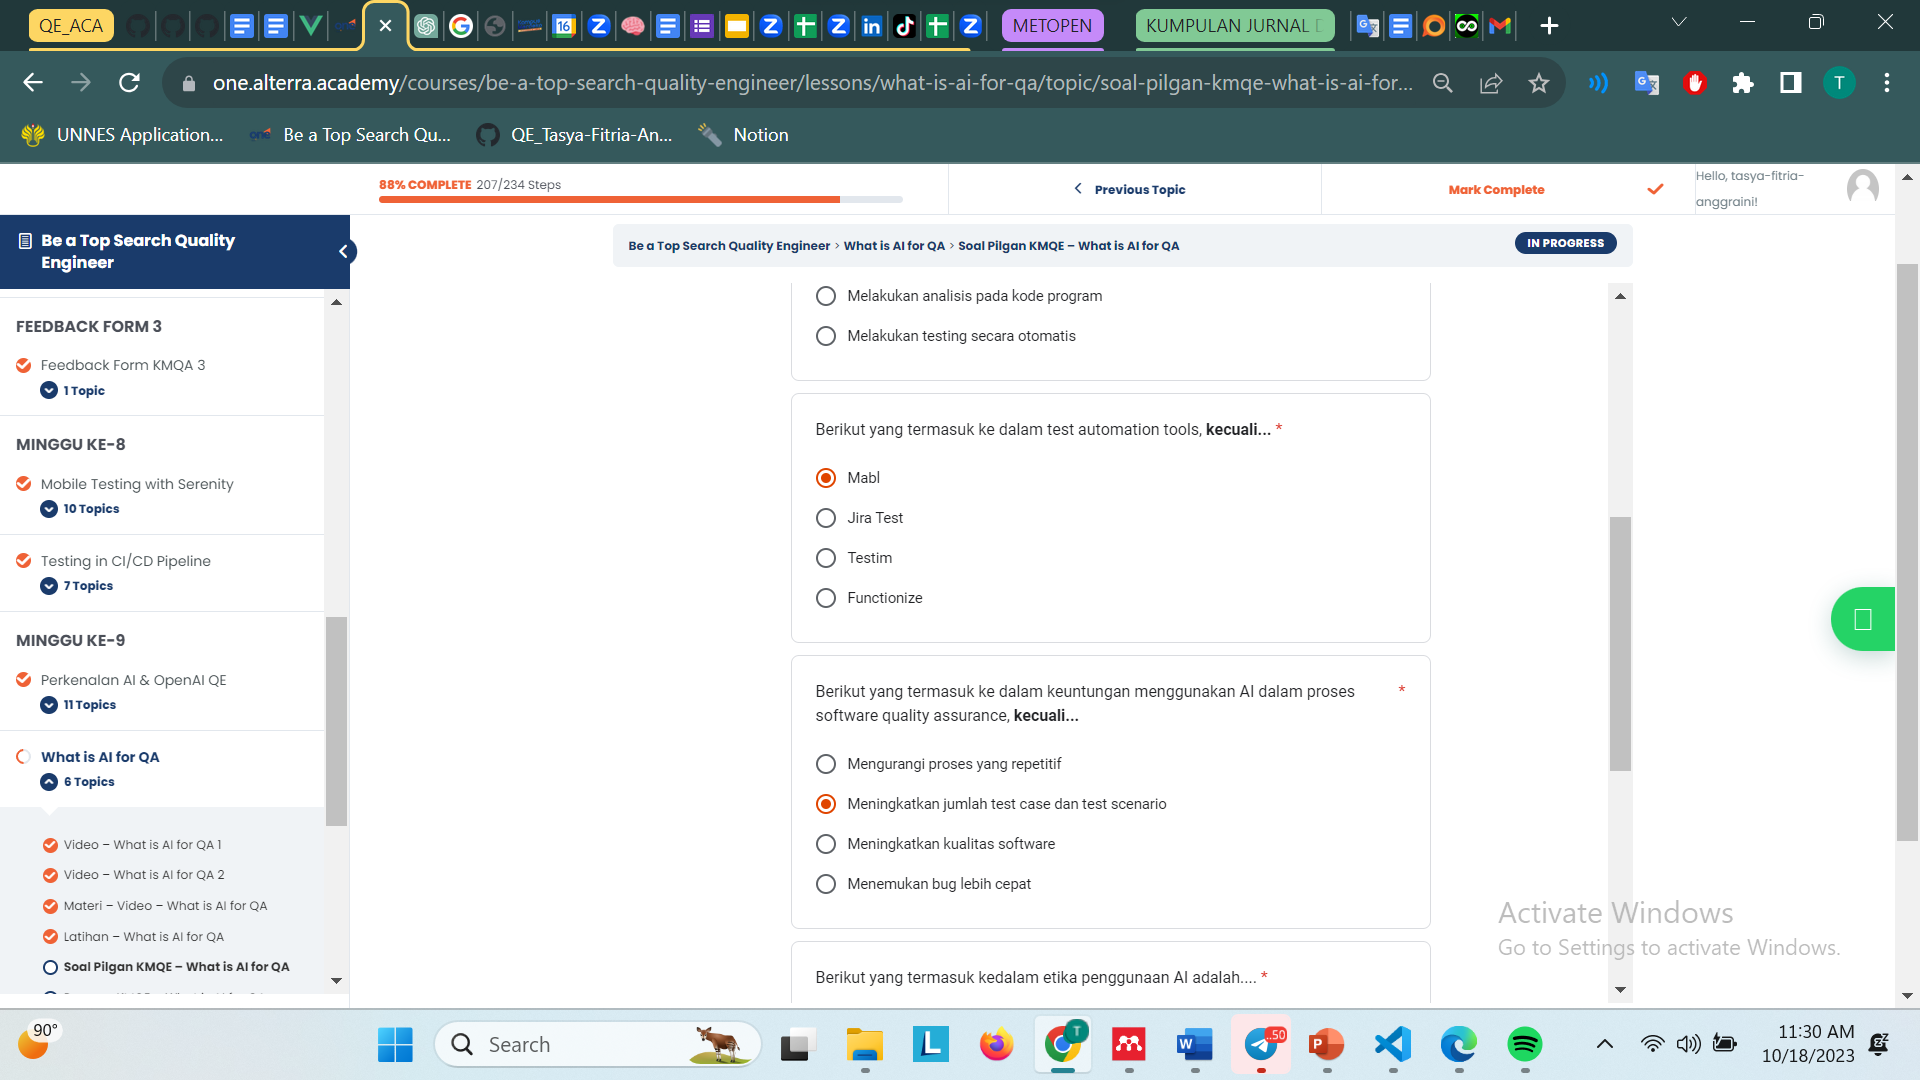 QE_ACA
METOPEN
KUMPULAN JURNAL
one.alterra.academy/courses/be-a-top-search-quality-engineer/lessons/what-is-ai-for-qa/topic/soal-pilgan-kmqe-what-is-ai-for...
T
UNNES Application...
one
Be a Top Search Qu...
QE_Tasya-Fitria-An...
Notion
88% COMPLETE 207/234 Steps
Previous Topic
Mark Complete
Hello, tasya-fitria-
anggraini!
Be a Top Search Quality
Engineer
Be a Top Search Quality Engineer > What is AI for QA > Soal Pilgan KMQE – What is AI for QA
IN PROGRESS
FEEDBACK FORM 3
Feedback Form KMQA 3
1 Topic
MINGGU KE-8
Mobile Testing with Serenity
10 Topics
Testing in CI/CD Pipeline
7 Topics
MINGGU KE-9
Perkenalan AI & OpenAI QE
11 Topics
What is AI for QA
6 Topics
Video – What is AI for QA 1
Video – What is AI for QA 2
Materi – Video – What is AI for QA
Latihan – What is AI for QA
Soal Pilgan KMQE – What is AI for QA
Melakukan analisis pada kode program
Melakukan testing secara otomatis
Berikut yang termasuk ke dalam test automation tools, kecuali... *
Mabl
Jira Test
Testim
Functionize
Berikut yang termasuk ke dalam keuntungan menggunakan AI dalam proses *
software quality assurance, kecuali...
Mengurangi proses yang repetitif
Meningkatkan jumlah test case dan test scenario
Meningkatkan kualitas software
Menemukan bug lebih cepat
Berikut yang termasuk kedalam etika penggunaan AI adalah.... *
Activate Windows
Go to Settings to activate Windows.
90°
Search
T
..50
11:30 AM
10/18/2023